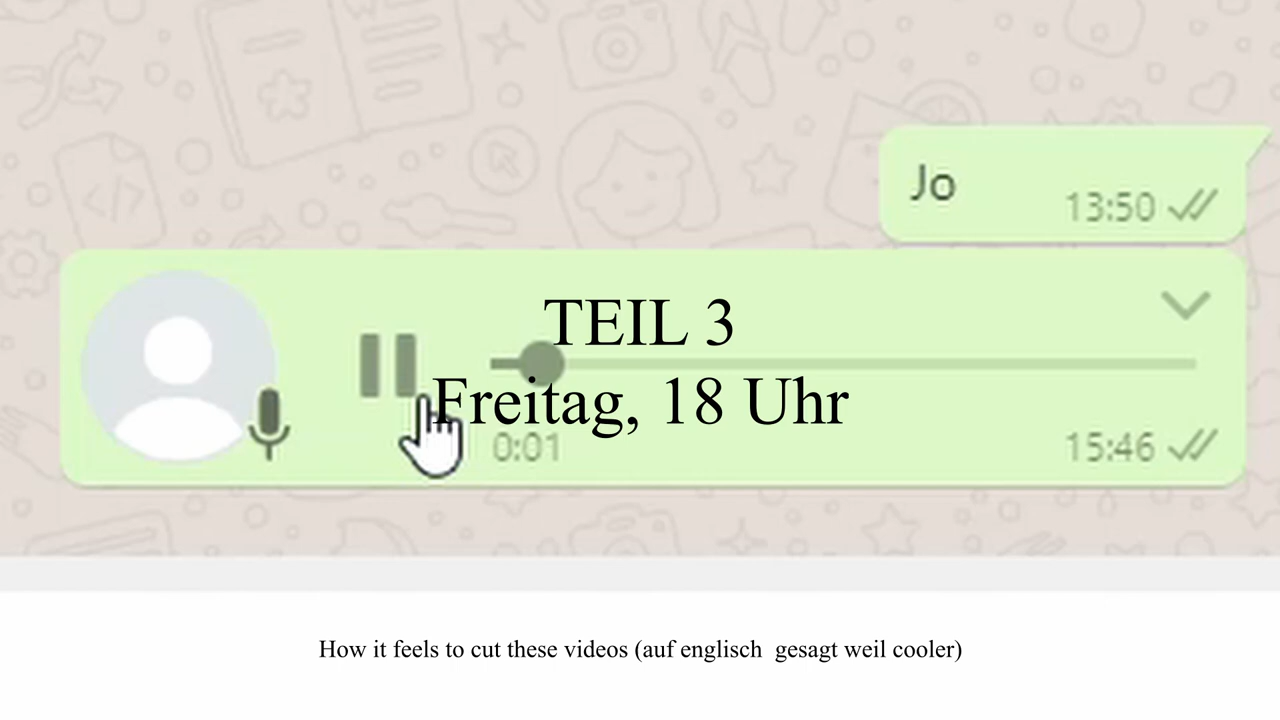 Jo
13:50
TEIL 3
Freitag, 18 Uhr
0:01
15:46
How it feels to cut these videos (auf englisch  gesagt weil cooler)